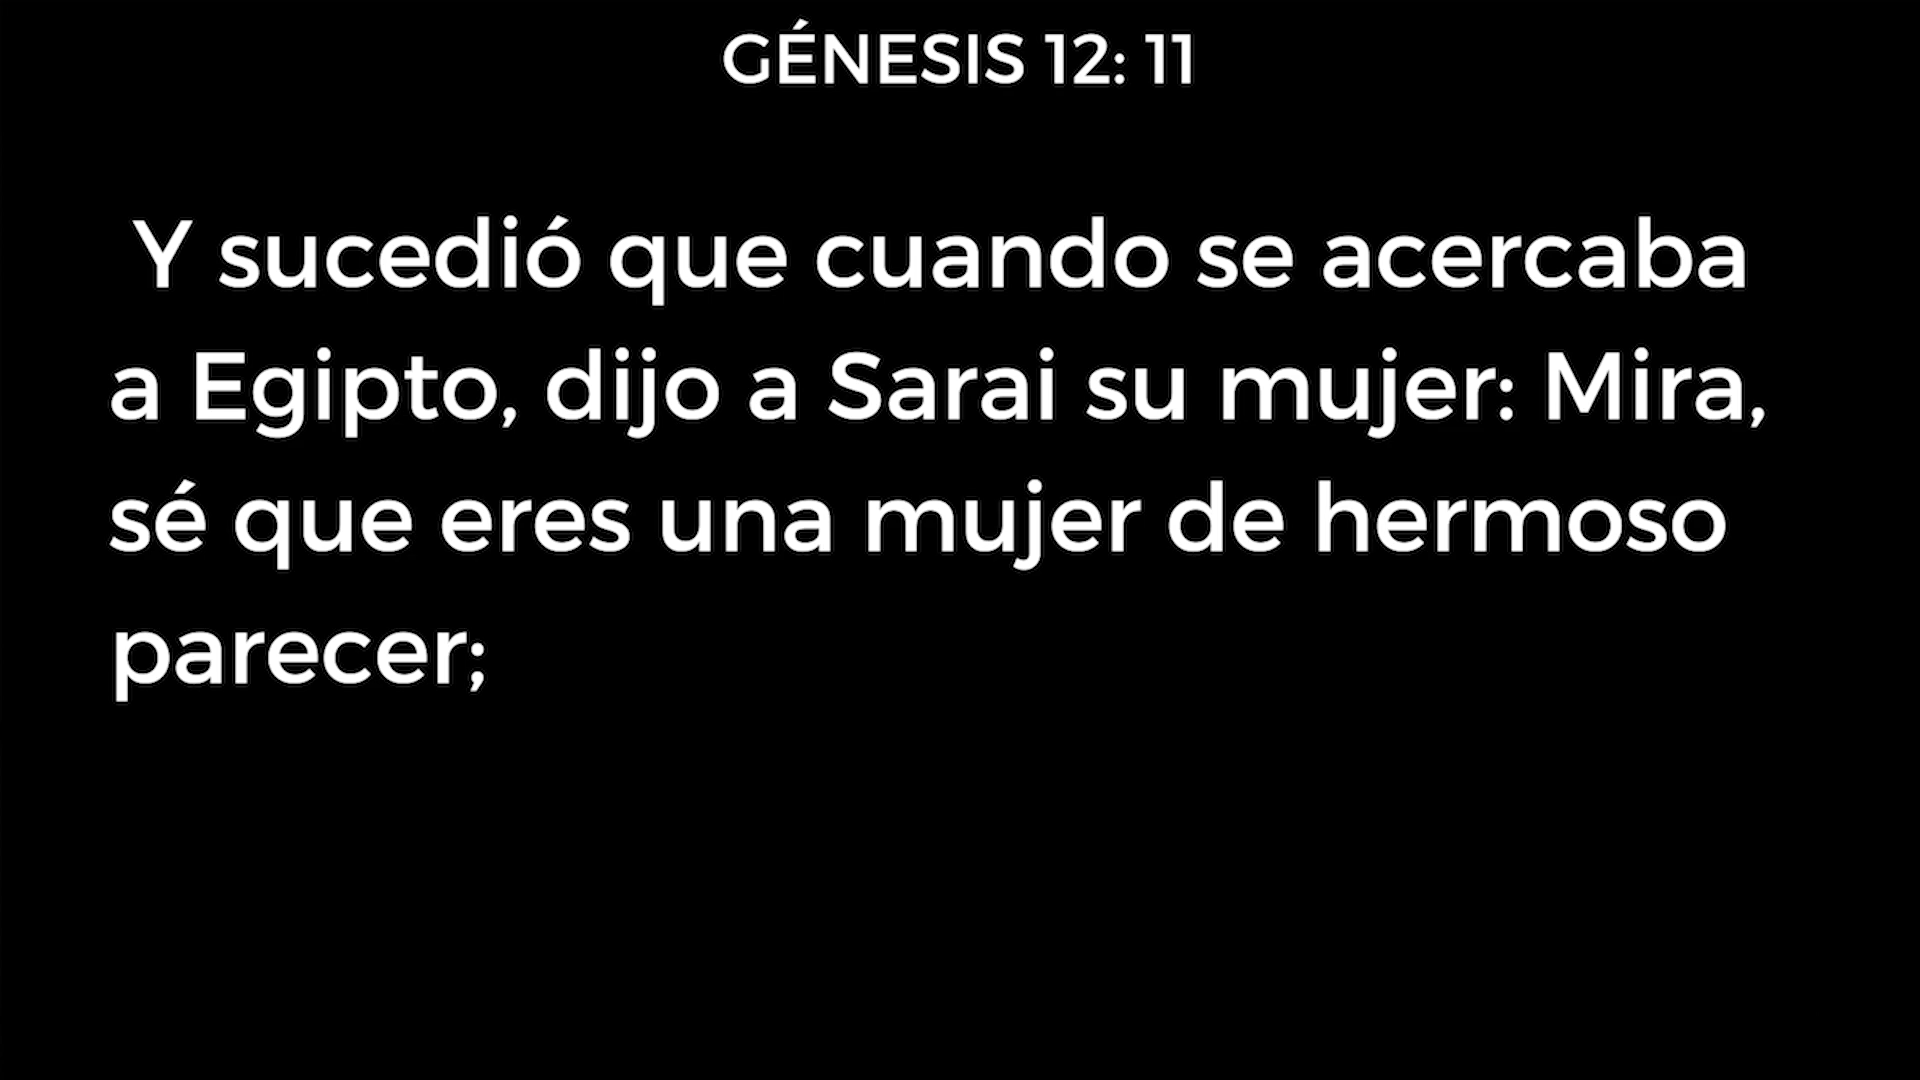 GÉNESIS 12: 11
Y sucedió que cuando se acercaba
a Egipto, dijo a Sarai su mujer: Mira,
sé que eres una mujer de hermoso
parecer;